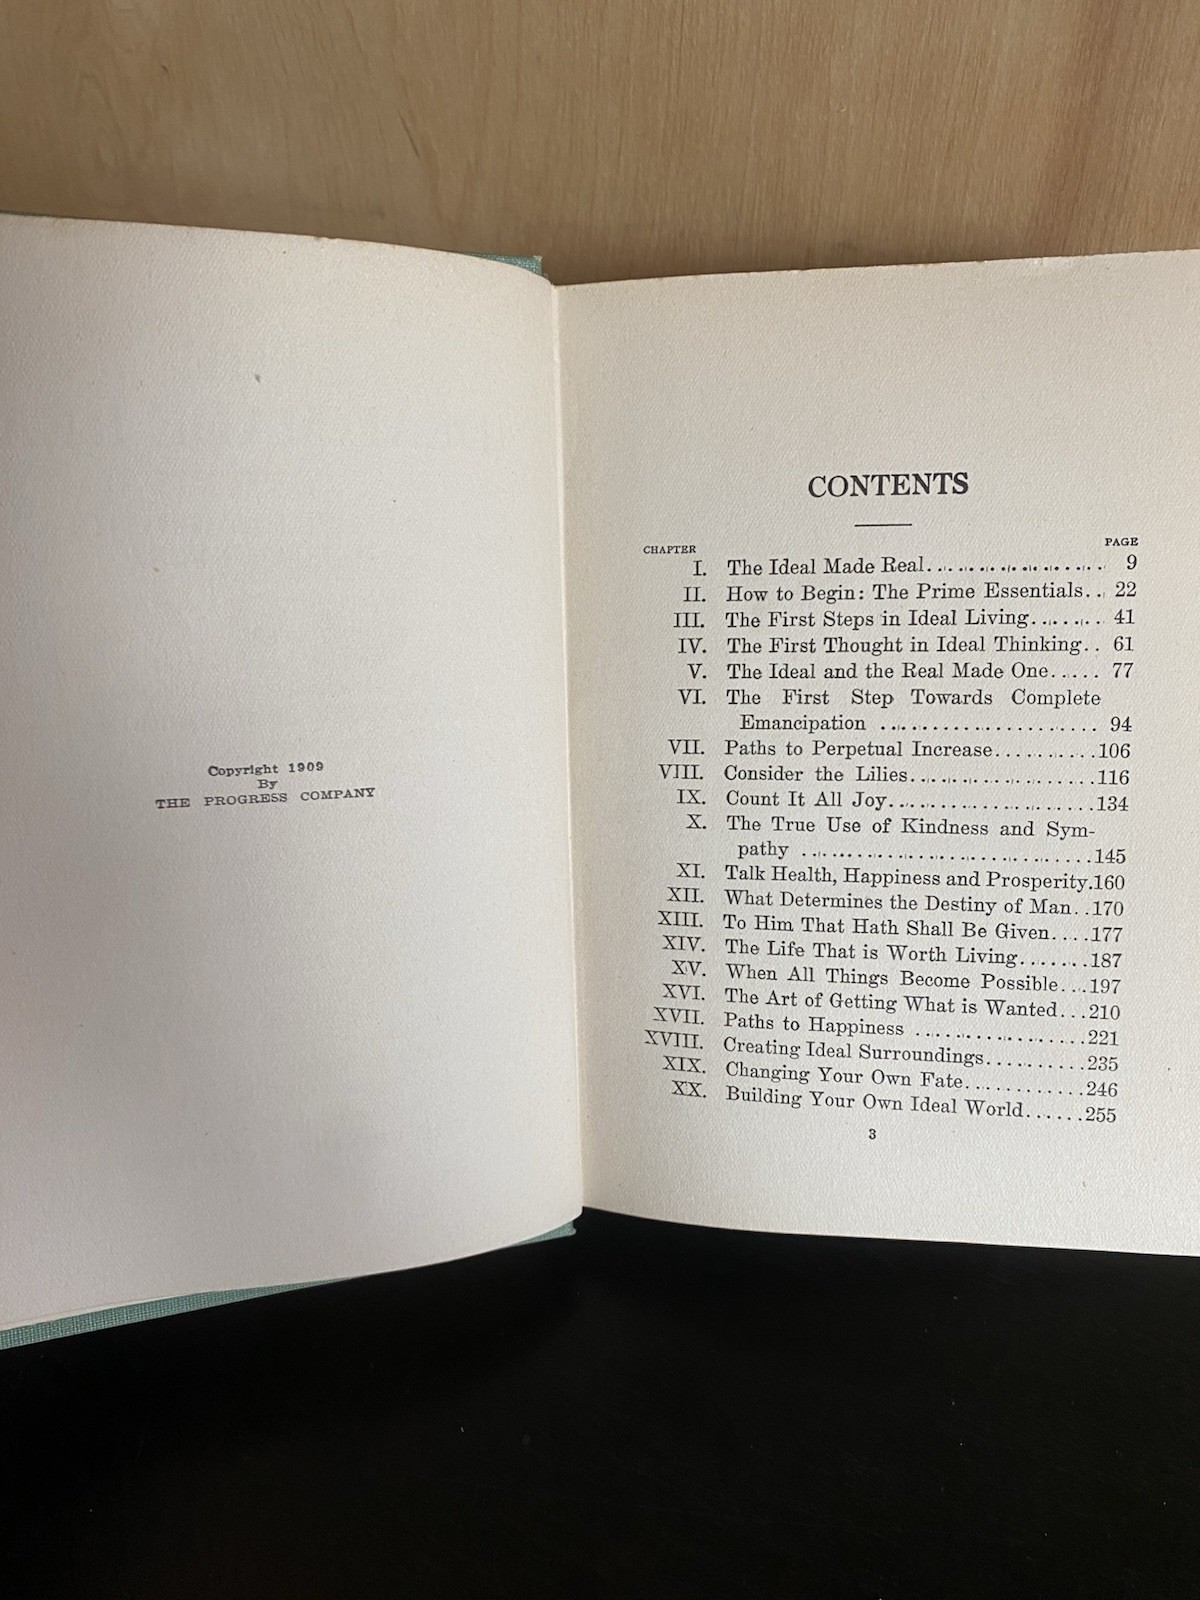 Copyright 1909
By
THE PROGRESS COMPANY
CONTENTS
CHAPTER PAGE
I. The Ideal Made Real.................. 9
II. How to Begin: The Prime Essentials... 22
III. The First Steps in Ideal Living........ 41
IV. The First Thought in Ideal Thinking.. 61
V. The Ideal and the Real Made One..... 77
VI. The First Step Towards Complete
Emancipation ...................... 94
VII. Paths to Perpetual Increase...........106
VIII. Consider the Lilies...................116
IX. Count It All Joy.....................134
X. The True Use of Kindness and Sym-
pathy .............................145
XI. Talk Health, Happiness and Prosperity.160
XII. What Determines the Destiny of Man..170
XIII. To Him That Hath Shall Be Given....177
XIV. The Life That is Worth Living.......187
XV. When All Things Become Possible...197
XVI. The Art of Getting What is Wanted...210
XVII. Paths to Happiness .................221
XVIII. Creating Ideal Surroundings..........235
XIX. Changing Your Own Fate............246
XX. Building Your Own Ideal World......255
3